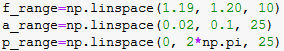 f_range=np.linspace(1.19, 1.20, 10)
a_range=np.linspace(0.02, 0.1, 25)
p_range=np.linspace(0, 2*np.pi, 25)